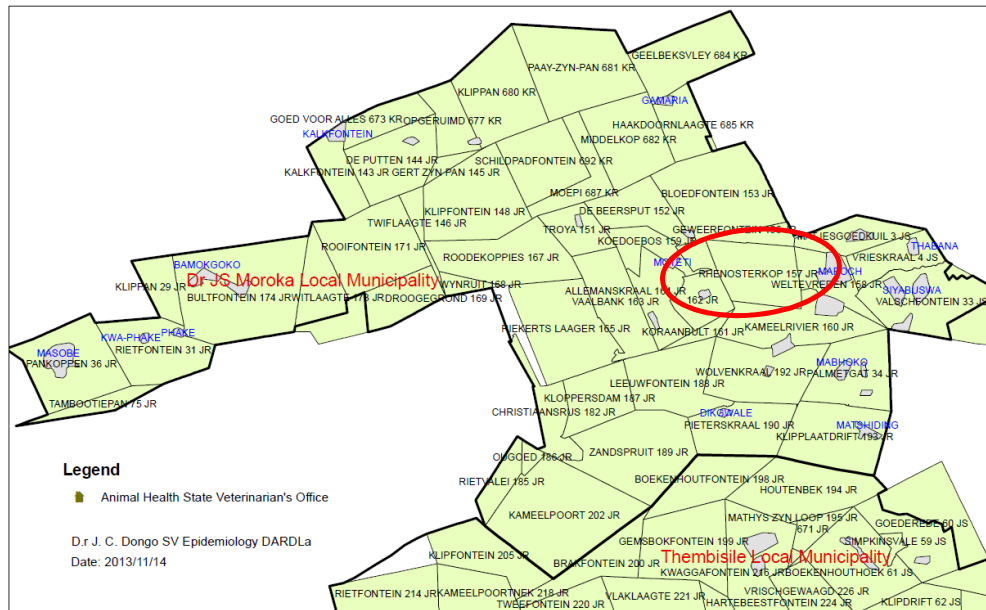 GEELBEKSVLEY 684 KR
PAAY-ZYN-PAN 681 KR
KLIPPAN 680 KR
GAMARIA
GOED VOOR ALLES 673 KR
OPGERUIMD 677 KR
HAAKDOORNLAAGTE 685 KR
KALKFONTEIN
MIDDELKOP 682 KR
DE PUTTEN 144 JR
SCHILDPADFONTEIN 692 KR
KALKFONTEIN 143 JR
GERT ZYN PAN 145 JR
MOEPI 687 KR
BLOEDFONTEIN 153 JR
KLIPFONTEIN 148 JR
DE BEERSPUT 152 JR
TWIFLAAGTE 146 JR
TROYA 151 JR
GEWEERFONTEIN
JESGOEDKUIL 3 JS
KOEDOEBOS 159 JR
THABANA
ROOIFONTEIN 171 JR
ROODEKOPPIES 167 JR
VRIESKRAAL 4 JS
BAMOKGOKO
RHENOSTERKOP 157 JR
Dr JS Moroka Local Municipality
KLIPPAN 29 JR
WYNRUIT 168 JR
WELTEVREDEN 158 JR
SIYABUSWA
ALLEMANSKRAAL
BULTFONTEIN 174 JR
WITLAAGTE
DROOGEGROND 169 JR
VAALBANK 163 JR
162 JR
VALSCHFONTEIN 33 JS
PHAKE
KWA-PHAKE
RIETFONTEIN 31 JR
LAAGER 165 JR
KORAANBULT 161 JR
KAMEELRIVIER 160 JR
MASOBE
PANKOPPEN 36 JR
MABHOKO
WOLVENKRAAL 192 JR
PALMIETGAT 34 JR
TAMBOOTIEPAN 75 JR
LEEUWFONTEIN 188 JR
KLOPPERSDAM 187 JR
CHRISTIAANSRUS 182 JR
DIKGWALE
PIETERSKRAAL 190 JR
MATSHIDING
KLIPPLAATDRIFT 193 JR
ZANDSPRUIT 189 JR
OUGOED 186 JR
Legend
RIETVALEI 185 JR
BOEKENHOUTFONTEIN 198 JR
HOUTENBEK 194 JR
Animal Health State Veterinarian's Office
KAMEELPOORT 202 JR
MATHYS ZYN LOOP 195 JR
671 JR
GOEDEREDE 60 JS
D.r J. C. Dongo SV Epidemiology DARDLa
GEMSBOKFONTEIN 199 JR
SIMPKINSVALE 59 JS
Date: 2013/11/14
KLIPFONTEIN 205 JR
BRAKFONTEIN 200 JR
Thembisile Local Municipality
KWAGGAFONTEIN 216 JR
BOEKENHOUTHOEK 61 JS
RIETFONTEIN 214 JR
KAMEELPOORTNEK 218 JR
VLAKLAAGTE 221 JR
VRISCHGEWAAGD 226 JR
TWEEFONTEIN 220 JR
HARTEBEESTFONTEIN 224 JR
KLIPDRIFT 62 JS